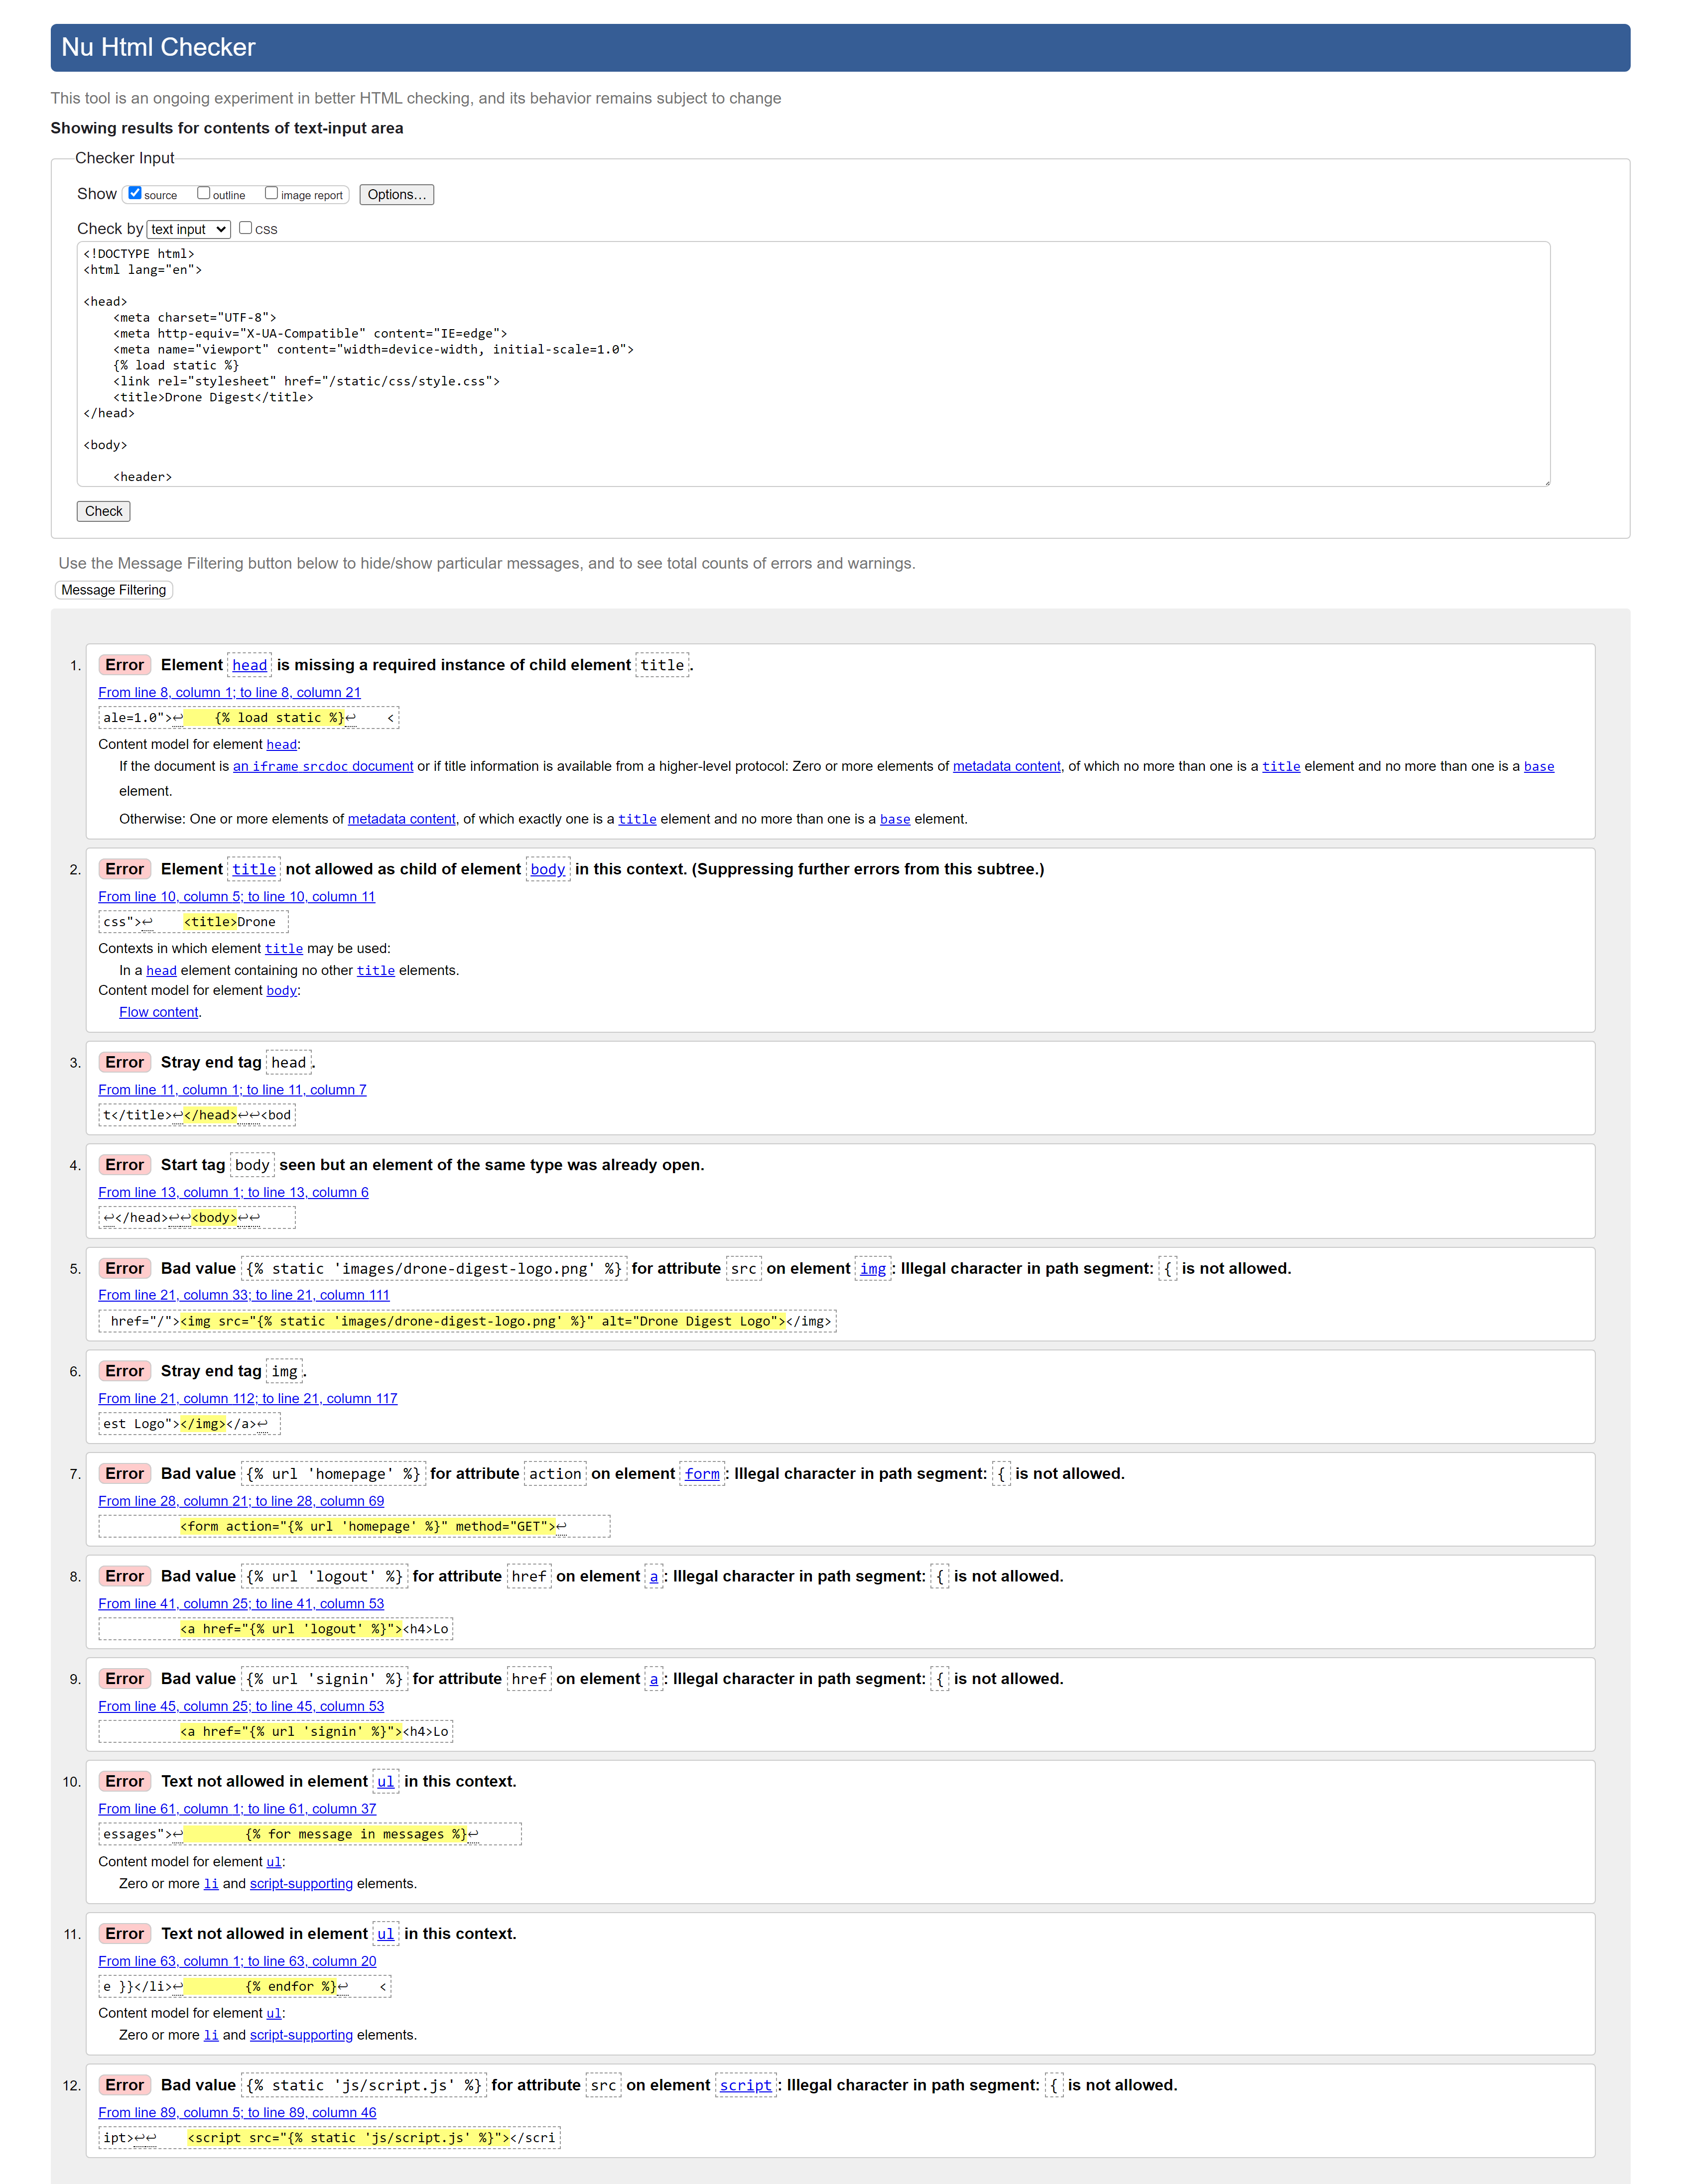 Nu Html Checker
This tool is an ongoing experiment in better HTML checking, and its behavior remains subject to change
Showing results for contents of text-input area
Checker Input
Show source outline image report Options...
Check by text input css
<!DOCTYPE html>
<html lang="en">
<head>
<meta charset="UTF-8">
<meta http-equiv="X-UA-Compatible" content="IE=edge">
<meta name="viewport" content="width=device-width, initial-scale=1.0">
{% load static %}
<link rel="stylesheet" href="/static/css/style.css">
<title>Drone Digest</title>
</head>
<body>
<header>
Check
Use the Message Filtering button below to hide/show particular messages, and to see total counts of errors and warnings.
Message Filtering
1. Error Element head is missing a required instance of child element title.
From line 8, column 1; to line 8, column 21
ale=1.0">↩    {% load static %}↩    <
Content model for element head:
If the document is an iframe srcdoc document or if title information is available from a higher-level protocol: Zero or more elements of metadata content, of which no more than one is a title element and no more than one is a base
element.
Otherwise: One or more elements of metadata content, of which exactly one is a title element and no more than one is a base element.
2. Error Element title not allowed as child of element body in this context. (Suppressing further errors from this subtree.)
From line 10, column 5; to line 10, column 11
css">↩    <title>Drone
Contexts in which element title may be used:
In a head element containing no other title elements.
Content model for element body:
Flow content.
3. Error Stray end tag head.
From line 11, column 1; to line 11, column 7
t</title>↩</head>↩↩<bod
4. Error Start tag body seen but an element of the same type was already open.
From line 13, column 1; to line 13, column 6
↩</head>↩↩<body>↩↩
5. Error Bad value {% static 'images/drone-digest-logo.png' %} for attribute src on element img: Illegal character in path segment: { is not allowed.
From line 21, column 33; to line 21, column 111
href="/"><img src="{% static 'images/drone-digest-logo.png' %}" alt="Drone Digest Logo"></img>
6. Error Stray end tag img.
From line 21, column 112; to line 21, column 117
est Logo"></img></a>↩
7. Error Bad value {% url 'homepage' %} for attribute action on element form: Illegal character in path segment: { is not allowed.
From line 28, column 21; to line 28, column 69
<form action="{% url 'homepage' %}" method="GET">↩
8. Error Bad value {% url 'logout' %} for attribute href on element a: Illegal character in path segment: { is not allowed.
From line 41, column 25; to line 41, column 53
<a href="{% url 'logout' %}"><h4>Lo
9. Error Bad value {% url 'signin' %} for attribute href on element a: Illegal character in path segment: { is not allowed.
From line 45, column 25; to line 45, column 53
<a href="{% url 'signin' %}"><h4>Lo
10. Error Text not allowed in element ul in this context.
From line 61, column 1; to line 61, column 37
essages">↩        {% for message in messages %}↩
Content model for element ul:
Zero or more li and script-supporting elements.
11. Error Text not allowed in element ul in this context.
From line 63, column 1; to line 63, column 20
e }}</li>↩        {% endfor %}↩    <
Content model for element ul:
Zero or more li and script-supporting elements.
12. Error Bad value {% static 'js/script.js' %} for attribute src on element script: Illegal character in path segment: { is not allowed.
From line 89, column 5; to line 89, column 46
ipt>↩↩    <script src="{% static 'js/script.js' %}"></scri